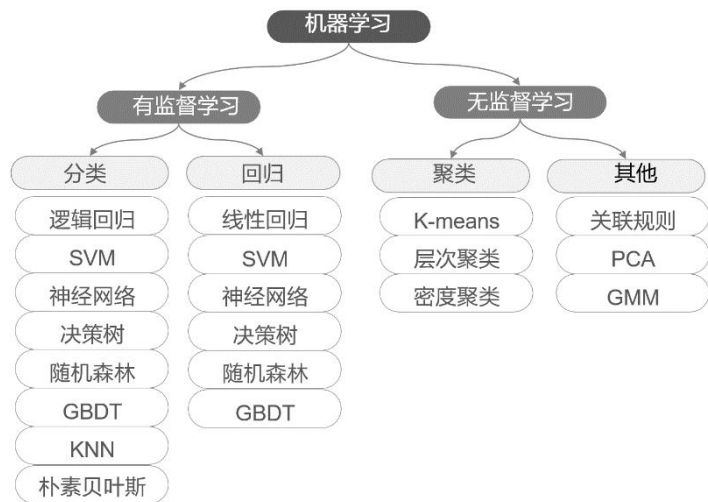 机器学习
有监督学习
无监督学习
分类
回归
聚类
其他
逻辑回归
SVM
神经网络
决策树
随机森林
GBDT
KNN
朴素贝叶斯
线性回归
SVM
神经网络
决策树
随机森林
GBDT
K-means
层次聚类
密度聚类
关联规则
PCA
GMM